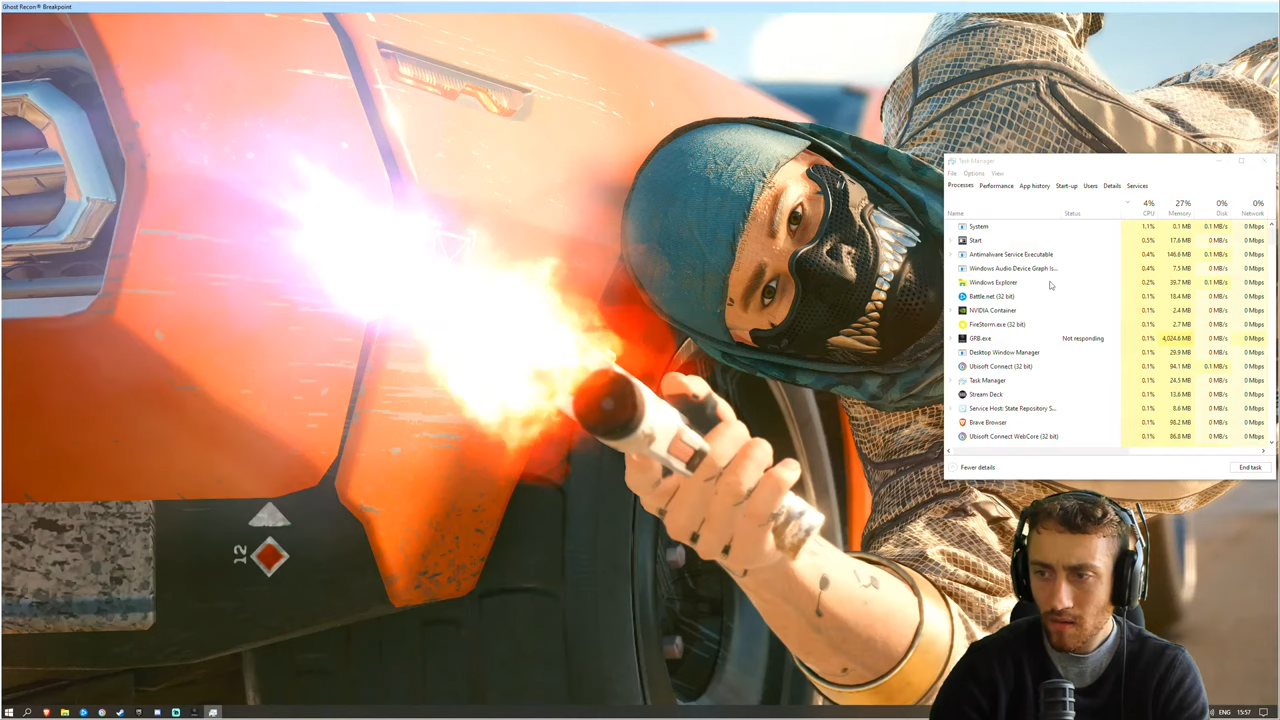 Ghost Recon® Breakpoint
Task Manager
File Options View
Processes Performance App history Start-up Users Details Services
4% 27% 0% 0%
Name Status CPU Memory Disk Network
System 1.1% 0.1 MB 0.1 MB/s 0 Mbps
Start 0.5% 17.6 MB 0 MB/s 0 Mbps
Antimalware Service Executable 0.4% 146.6 MB 0.1 MB/s 0 Mbps
Windows Audio Device Graph Is... 0.4% 7.5 MB 0 MB/s 0 Mbps
Windows Explorer 0.2% 39.7 MB 0.1 MB/s 0 Mbps
Battle.net (32 bit) 0.1% 18.4 MB 0 MB/s 0 Mbps
NVIDIA Container 0.1% 2.4 MB 0 MB/s 0 Mbps
FireStorm.exe (32 bit) 0.1% 2.7 MB 0 MB/s 0 Mbps
GRB.exe Not responding 0.1% 4,024.6 MB 0 MB/s 0 Mbps
Desktop Window Manager 0.1% 29.9 MB 0 MB/s 0 Mbps
Ubisoft Connect (32 bit) 0.1% 94.1 MB 0.1 MB/s 0 Mbps
Task Manager 0.1% 24.5 MB 0 MB/s 0 Mbps
Stream Deck 0.1% 13.6 MB 0 MB/s 0 Mbps
Service Host: State Repository S... 0.1% 8.6 MB 0 MB/s 0 Mbps
Brave Browser 0.1% 98.2 MB 0 MB/s 0 Mbps
Ubisoft Connect WebCore (32 bit) 0.1% 86.8 MB 0 MB/s 0 Mbps
Fewer details End task
12
ENG 15:57